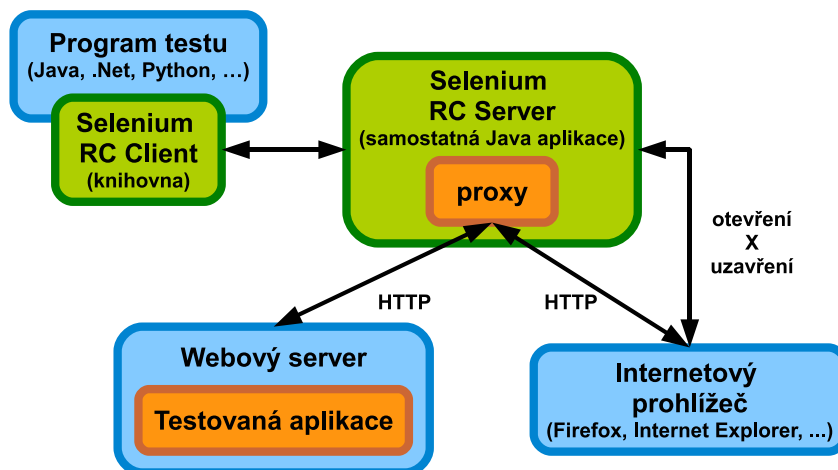 Program testu
(Java, .Net, Python, …)
Selenium
RC Client
(knihovna)
Selenium
RC Server
(samostatná Java aplikace)
proxy
otevření
X
uzavření
HTTP
HTTP
Webový server
Testovaná aplikace
Internetový
prohlížeč
(Firefox, Internet Explorer, ...)